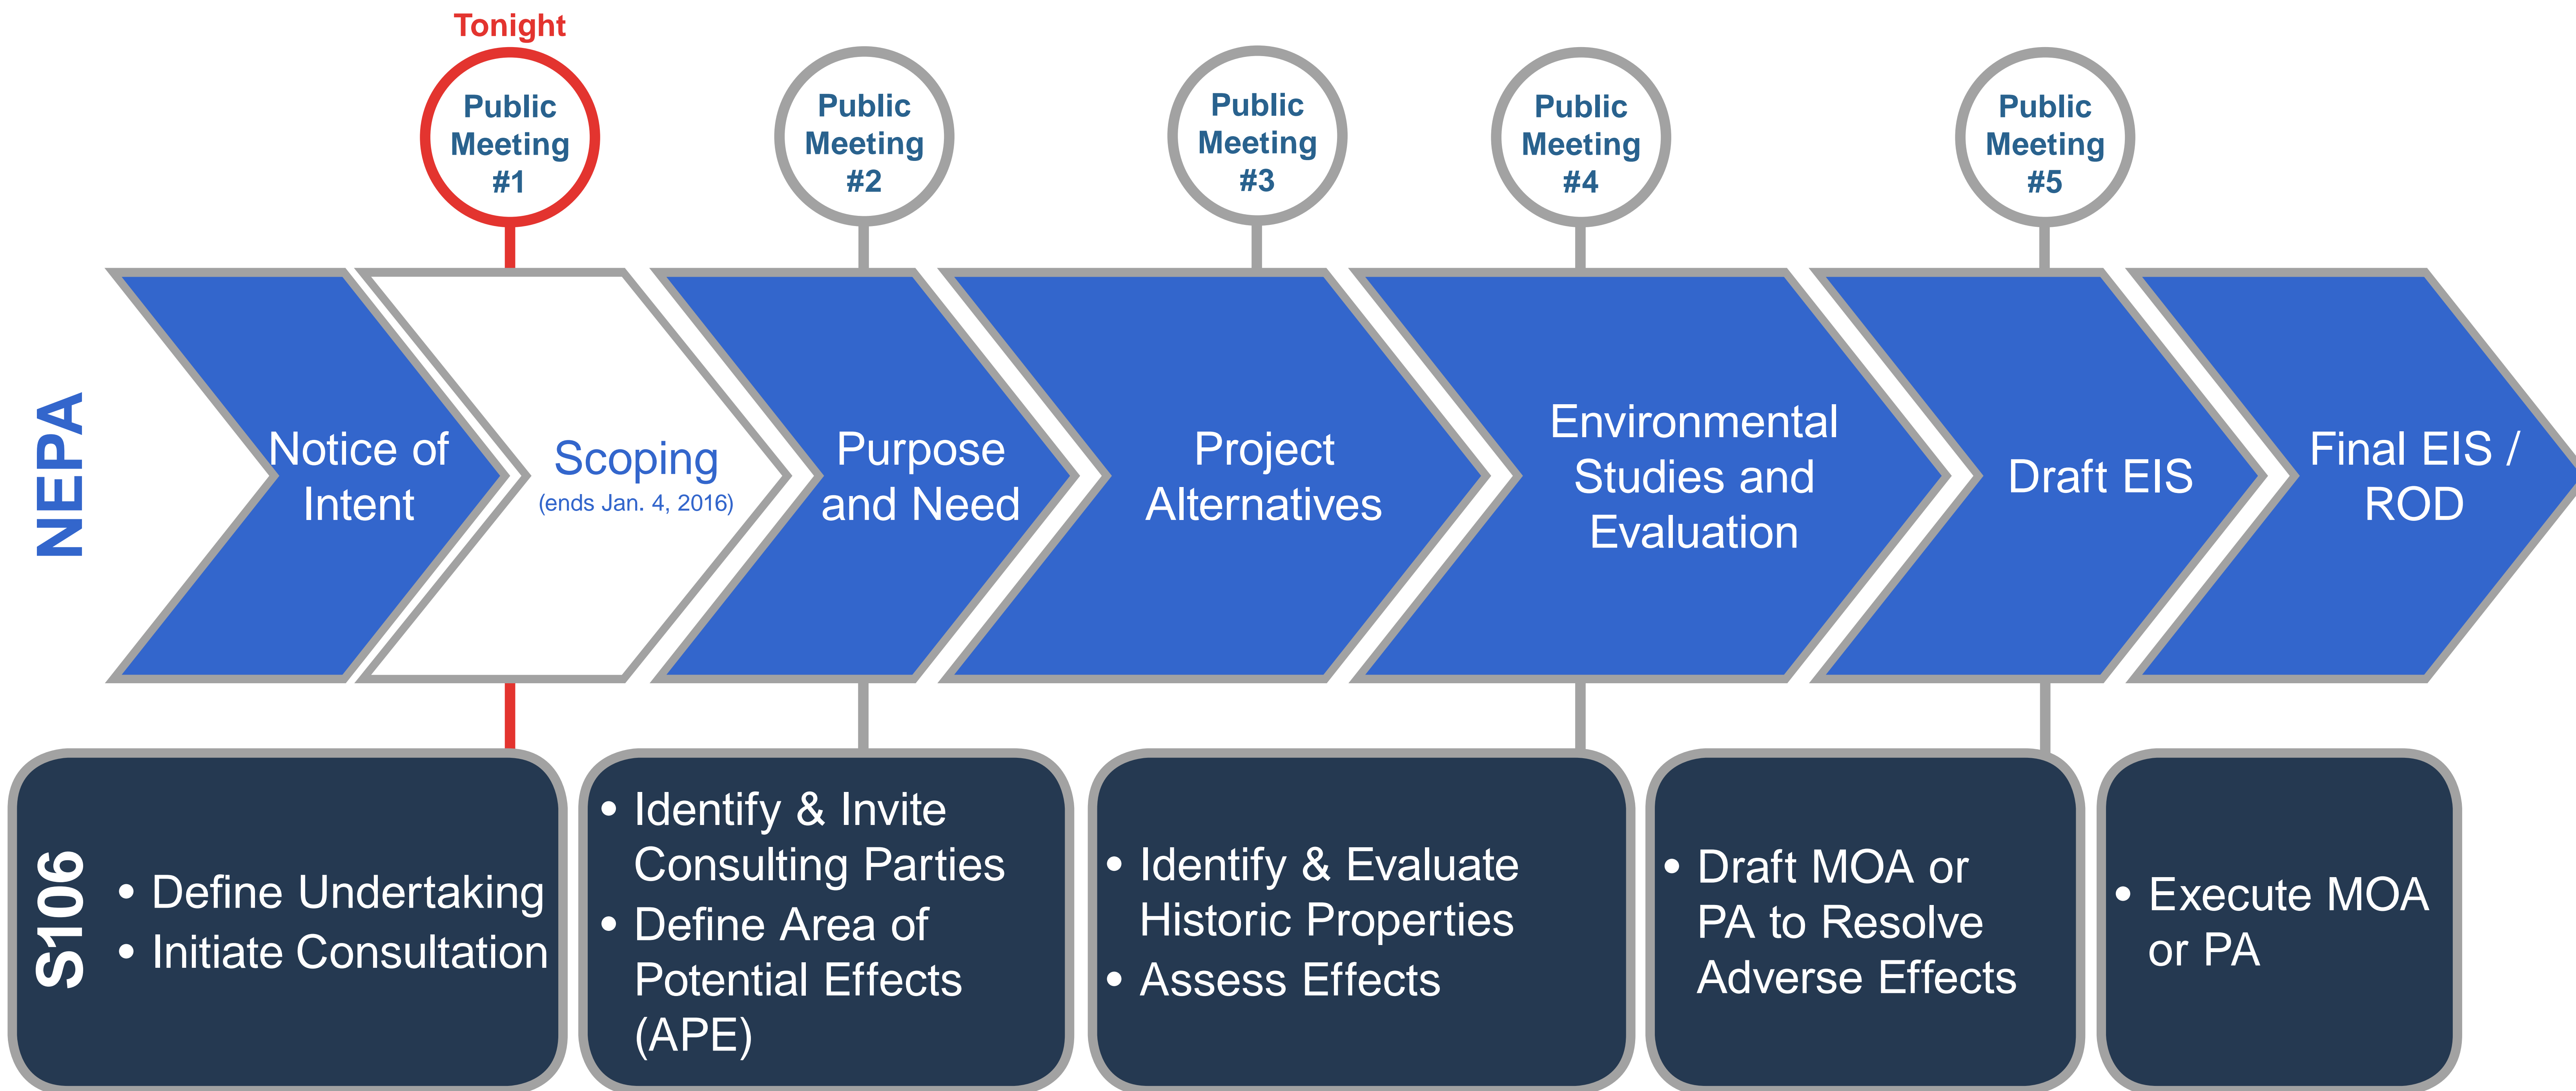 Tonight
Public
Meeting
#1
Public
Meeting
#2
Public
Meeting
#3
Public
Meeting
#4
Public
Meeting
#5
NEPA
Notice of
Intent
Scoping
(ends Jan. 4, 2016)
Purpose
and Need
Project
Alternatives
Environmental
Studies and
Evaluation
Draft EIS
Final EIS /
ROD
S106
• Define Undertaking
• Initiate Consultation
• Identify & Invite
Consulting Parties
• Define Area of
Potential Effects
(APE)
• Identify & Evaluate
Historic Properties
• Assess Effects
• Draft MOA or
PA to Resolve
Adverse Effects
• Execute MOA
or PA